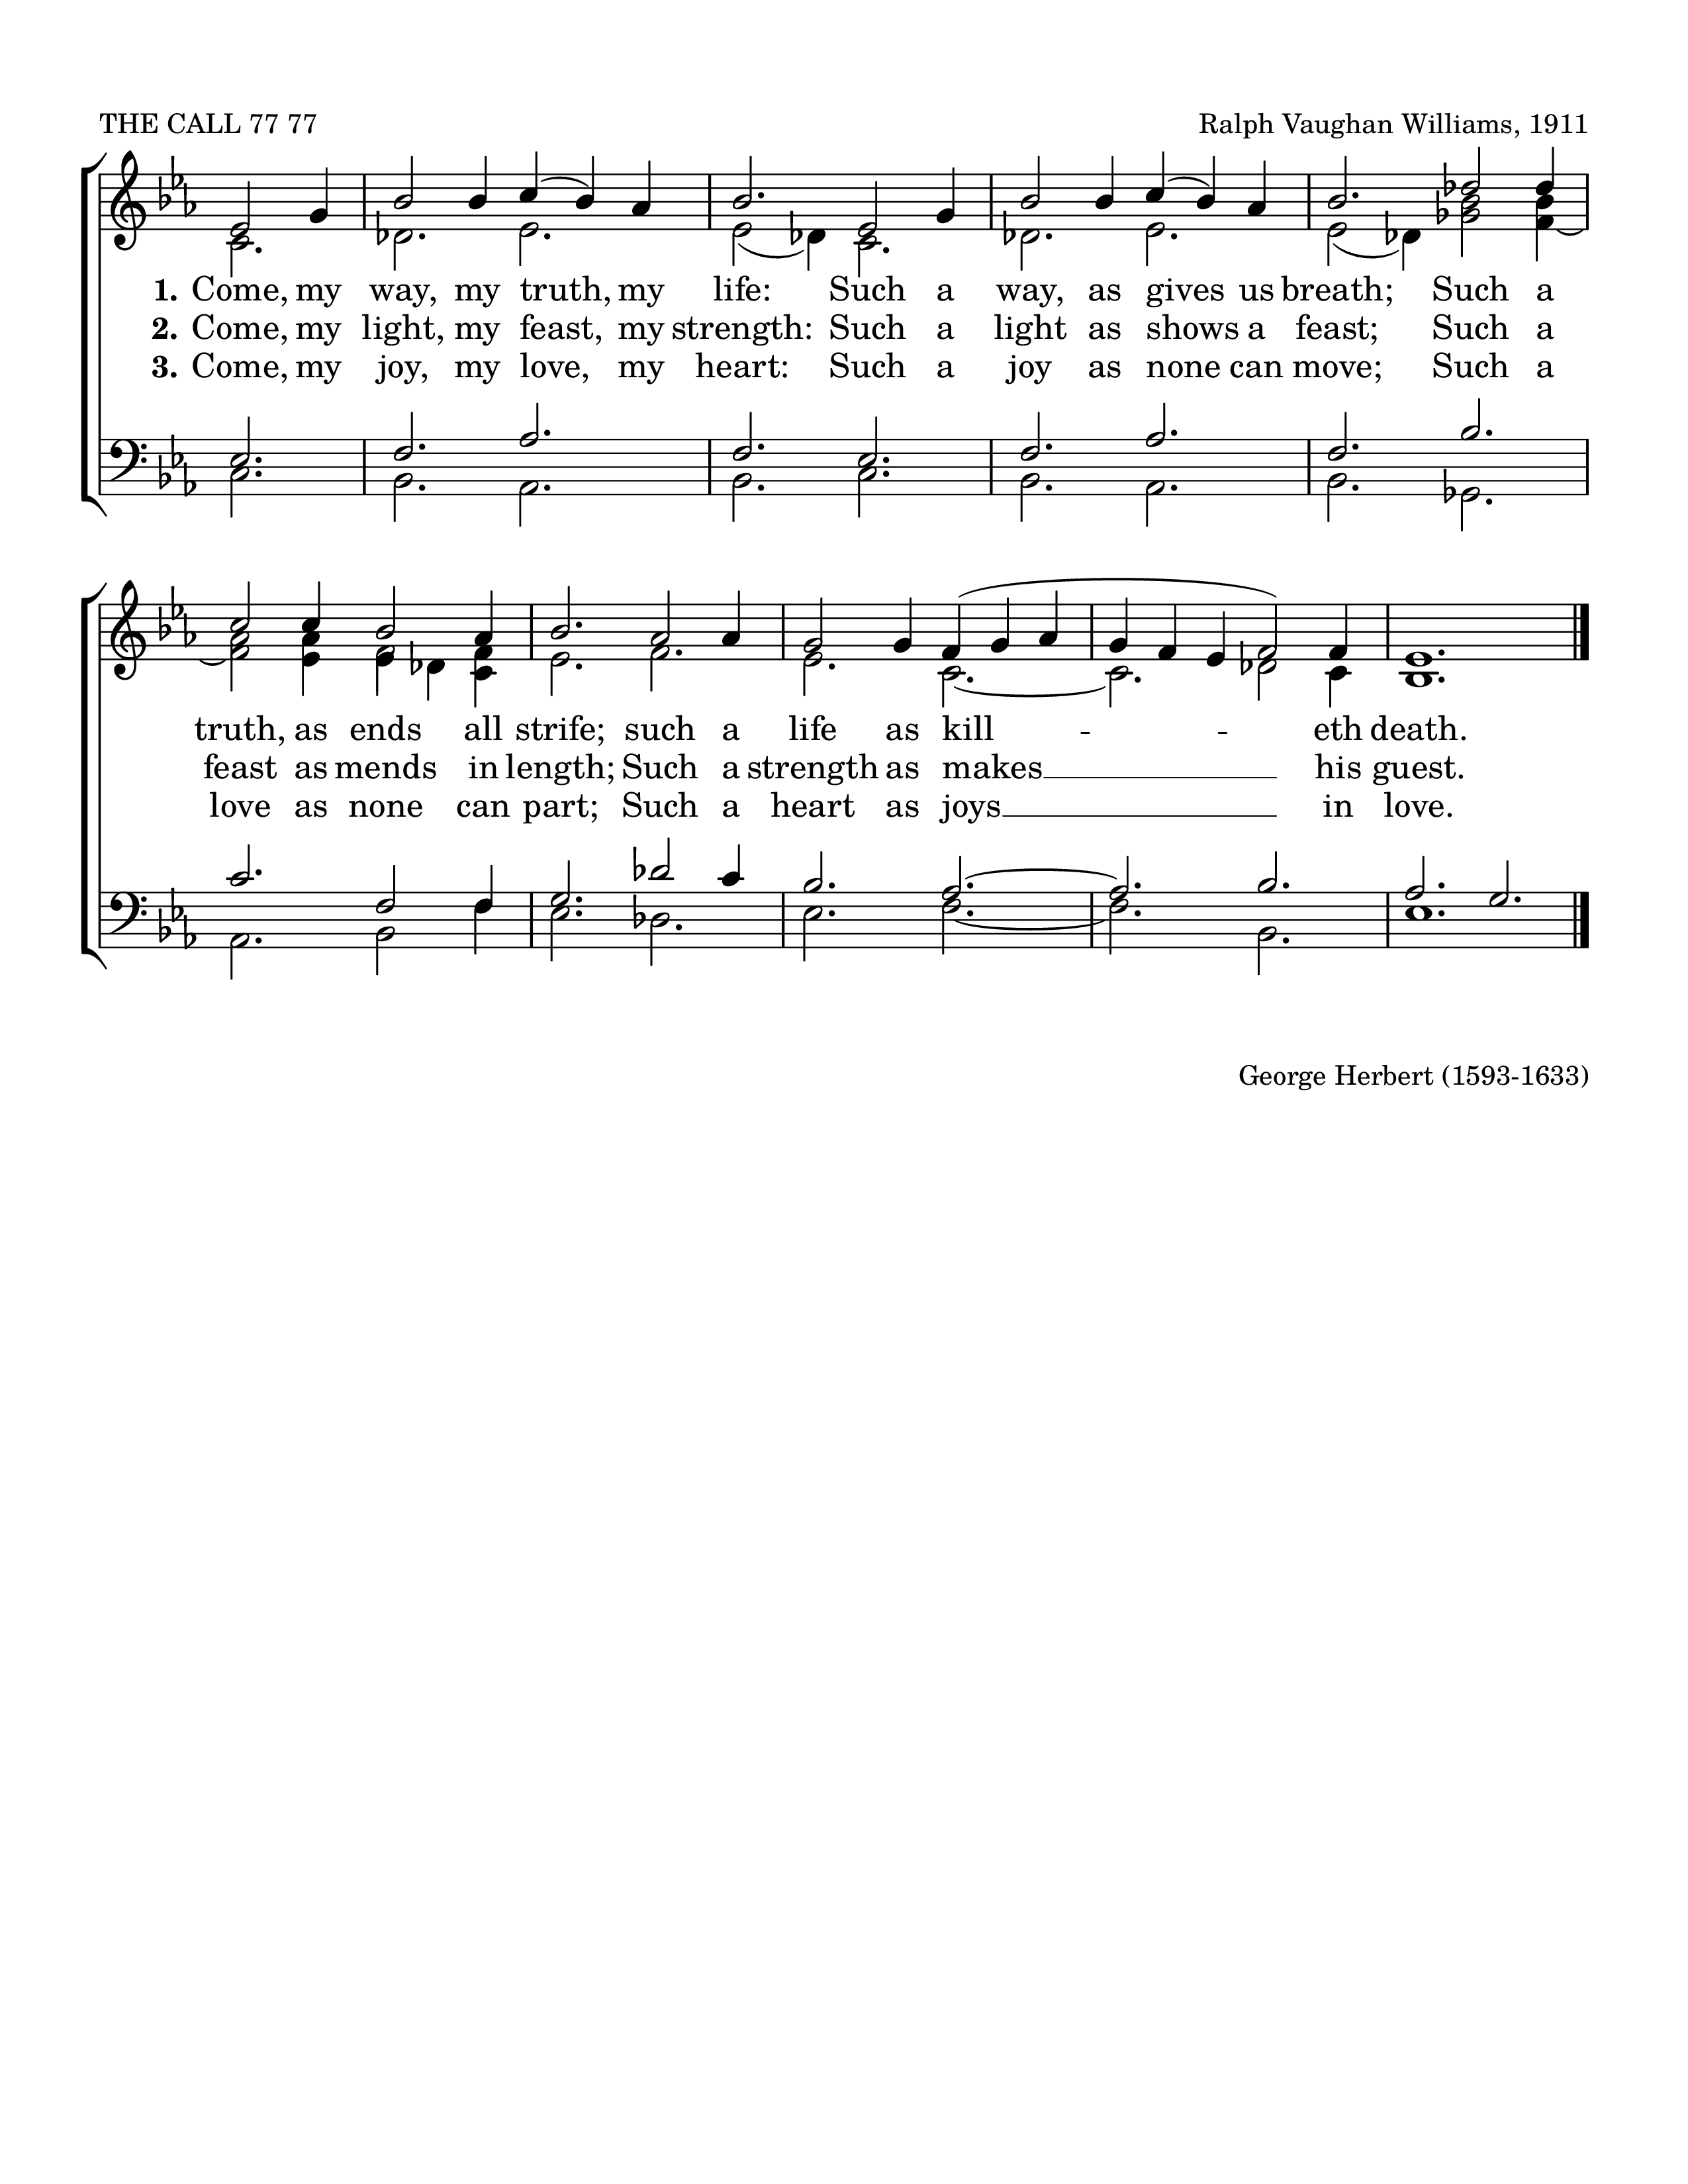 THE CALL 77 77
Ralph Vaughan Williams, 1911
1. Come, my way, my truth, my life: Such a way, as gives us breath; Such a
2. Come, my light, my feast, my strength: Such a light as shows a feast; Such a
3. Come, my joy, my love, my heart: Such a joy as none can move; Such a
truth, as ends all strife; such a life as kill - - - eth death.
feast as mends in length; Such a strength as makes __ his guest.
love as none can part; Such a heart as joys __ in love.
George Herbert (1593-1633)